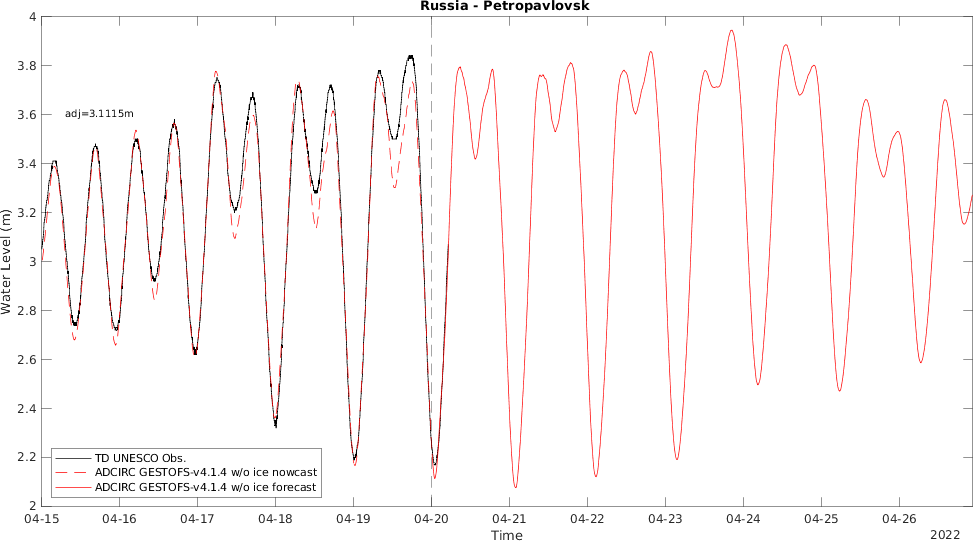 Russia - Petropavlovsk
4
3.8
3.6
3.4
3.2
3
2.8
2.6
2.4
2.2
2
Water Level (m)
adj=3.1115m
TD UNESCO Obs.
ADCIRC GESTOFS-v4.1.4 w/o ice nowcast
ADCIRC GESTOFS-v4.1.4 w/o ice forecast
04-15 04-16 04-17 04-18 04-19 04-20 04-21 04-22 04-23 04-24 04-25 04-26
Time
2022